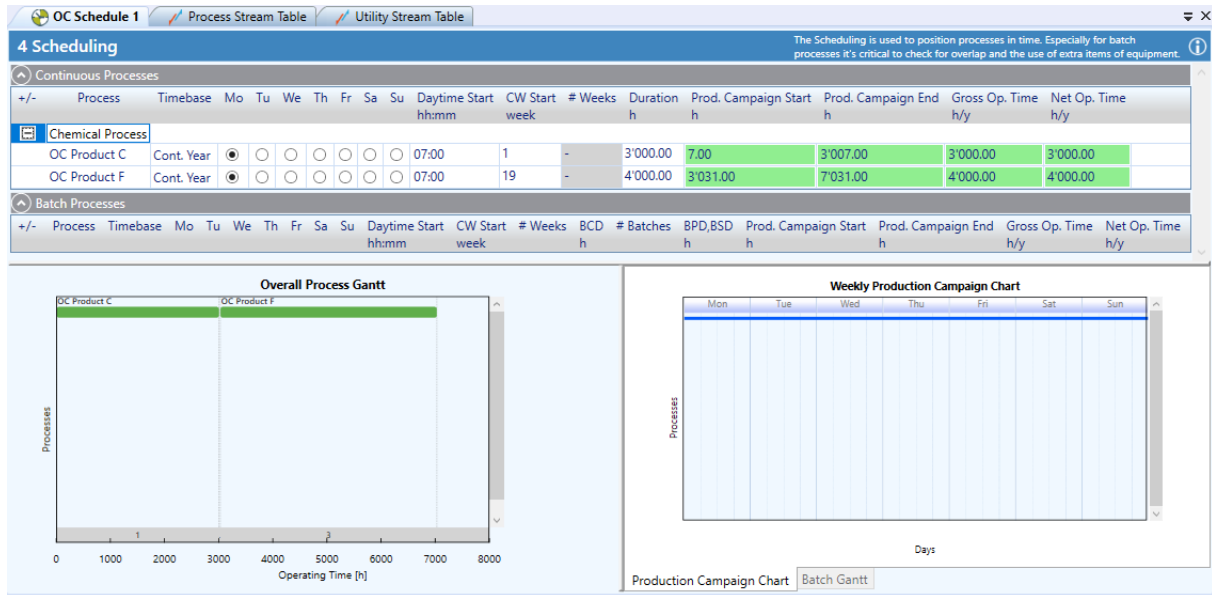 OC Schedule 1 Process Stream Table Utility Stream Table
4 Scheduling
The Scheduling is used to position processes in time. Especially for batch
processes it's critical to check for overlap and the use of extra items of equipment.
Continuous Processes
+/- Process Timebase Mo Tu We Th Fr Sa Su Daytime Start CW Start # Weeks Duration Prod. Campaign Start Prod. Campaign End Gross Op. Time Net Op. Time
hh:mm week h h h h/y h/y
Chemical Process
OC Product C Cont. Year 07:00 1 - 3'000.00 7.00 3'007.00 3'000.00 3'000.00
OC Product F Cont. Year 07:00 19 - 4'000.00 3'031.00 7'031.00 4'000.00 4'000.00
Batch Processes
+/- Process Timebase Mo Tu We Th Fr Sa Su Daytime Start CW Start # Weeks BCD # Batches BPD,BSD Prod. Campaign Start Prod. Campaign End Gross Op. Time Net Op. Time
hh:mm week h h h h h/y h/y
Overall Process Gantt
OC Product C OC Product F
Processes
1 3
0 1000 2000 3000 4000 5000 6000 7000 8000
Operating Time [h]
Weekly Production Campaign Chart
Mon Tue Wed Thu Fri Sat Sun
Processes
Days
Production Campaign Chart Batch Gantt